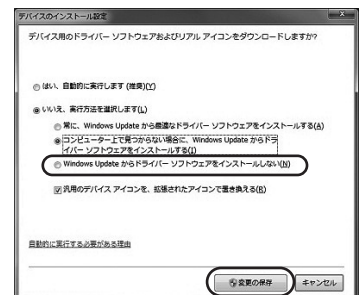 デバイスのインストール設定
デバイス用のドライバー ソフトウェアおよびリアル アイコンをダウンロードしますか?
はい、自動的に実行します (推奨)(Y)
いいえ、実行方法を選択します(L)
常に、Windows Update から最適なドライバー ソフトウェアをインストールする(A)
コンピューター上で見つからない場合に、Windows Update からドラ
イバー ソフトウェアをインストールする(I)
Windows Update からドライバー ソフトウェアをインストールしない(N)
汎用のデバイス アイコンを、拡張されたアイコンで置き換える(R)
自動的に実行する必要がある理由
変更の保存
キャンセル